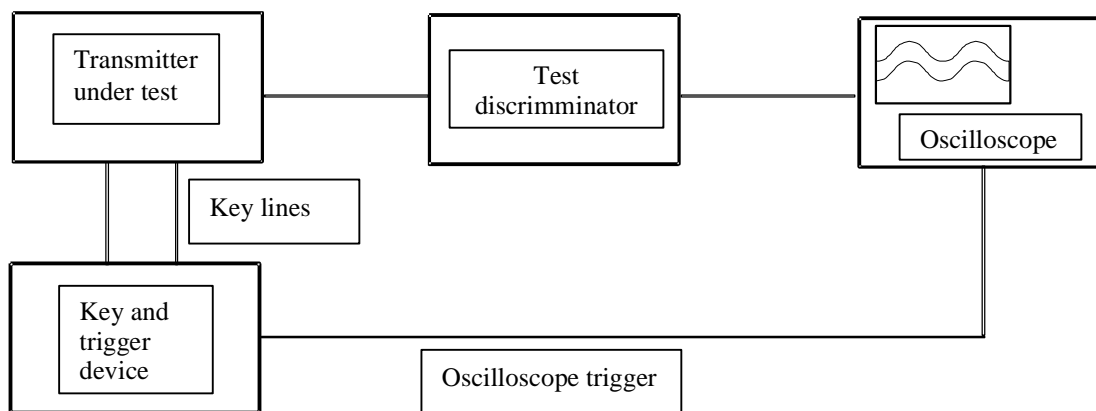 Transmitter
under test
Test
discrimminator
Oscilloscope
Key lines
Key and
trigger
device
Oscilloscope trigger